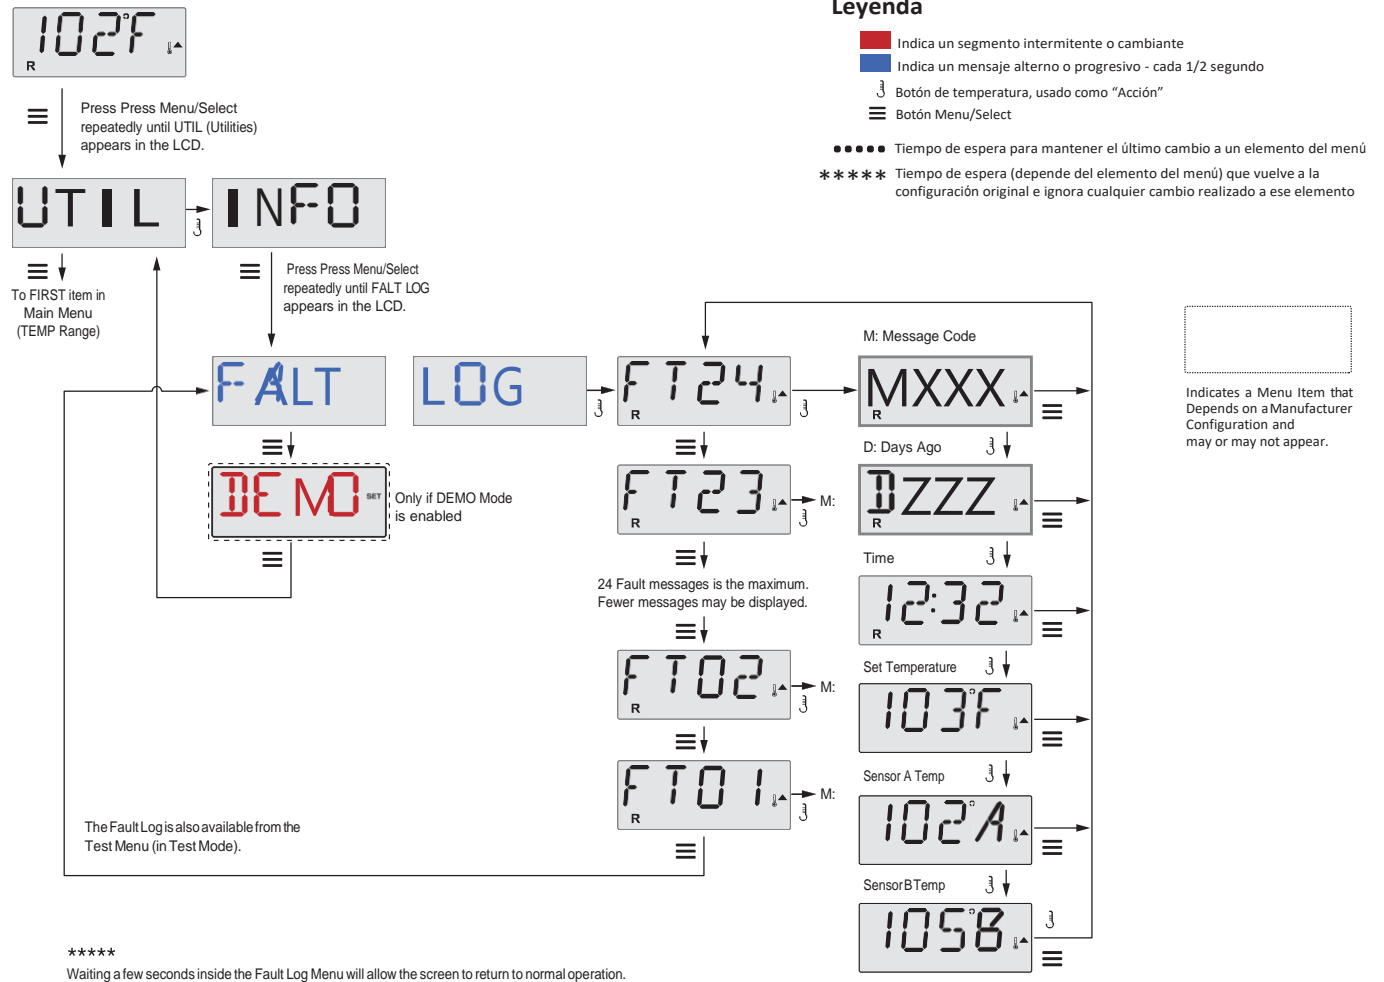 102°F
R
Press Press Menu/Select
repeatedly until UTIL (Utilities)
appears in the LCD.
Leyenda
Indica un segmento intermitente o cambiante
Indica un mensaje alterno o progresivo - cada 1/2 segundo
Botón de temperatura, usado como “Acción”
Botón Menu/Select
Tiempo de espera para mantener el último cambio a un elemento del menú
***** Tiempo de espera (depende del elemento del menú) que vuelve a la
configuración original e ignora cualquier cambio realizado a ese elemento
UTIL
INFO
To FIRST item in
Main Menu
(TEMP Range)
Press Press Menu/Select
repeatedly until FALT LOG
appears in the LCD.
FALT
LOG
FT24
R
M: Message Code
MXXX
R
Indicates a Menu Item that
Depends on a Manufacturer
Configuration and
may or may not appear.
DEMO
SET
Only if DEMO Mode
is enabled
FT23
R
M:
D: Days Ago
DZZZ
R
24 Fault messages is the maximum.
Fewer messages may be displayed.
Time
12:32
R
FT02
R
M:
Set Temperature
103°F
FT01
R
M:
Sensor A Temp
102°A
Sensor B Temp
105°B
The Fault Log is also available from the
Test Menu (in Test Mode).
*****
Waiting a few seconds inside the Fault Log Menu will allow the screen to return to normal operation.